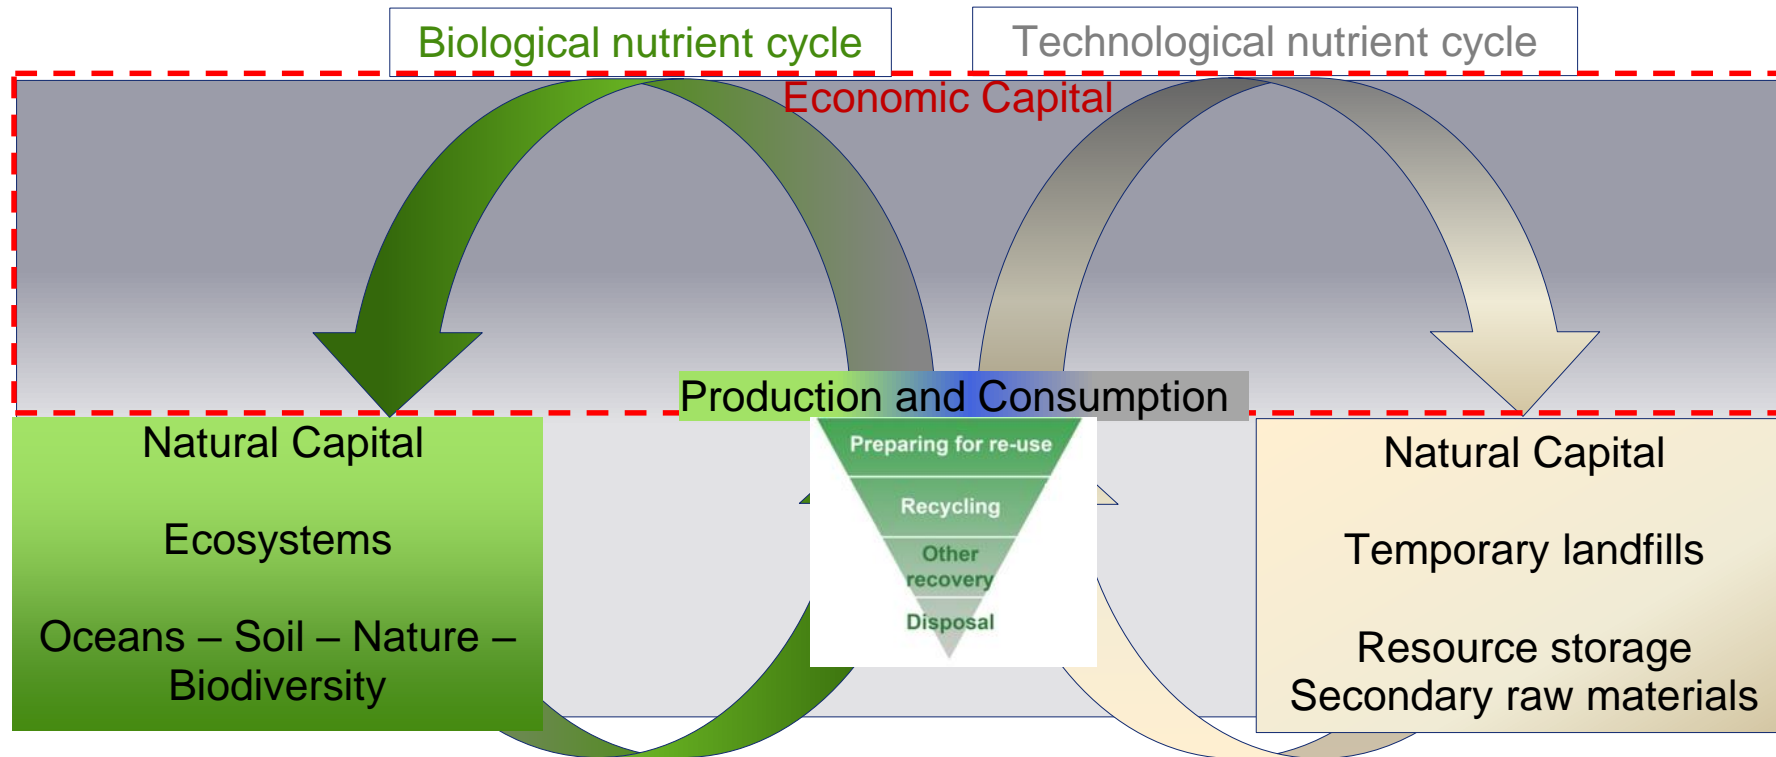 Biological nutrient cycle
Technological nutrient cycle
Economic Capital
Production and Consumption
Natural Capital
Ecosystems
Oceans – Soil – Nature –
Biodiversity
Preparing for re-use
Recycling
Other
recovery
Disposal
Natural Capital
Temporary landfills
Resource storage
Secondary raw materials